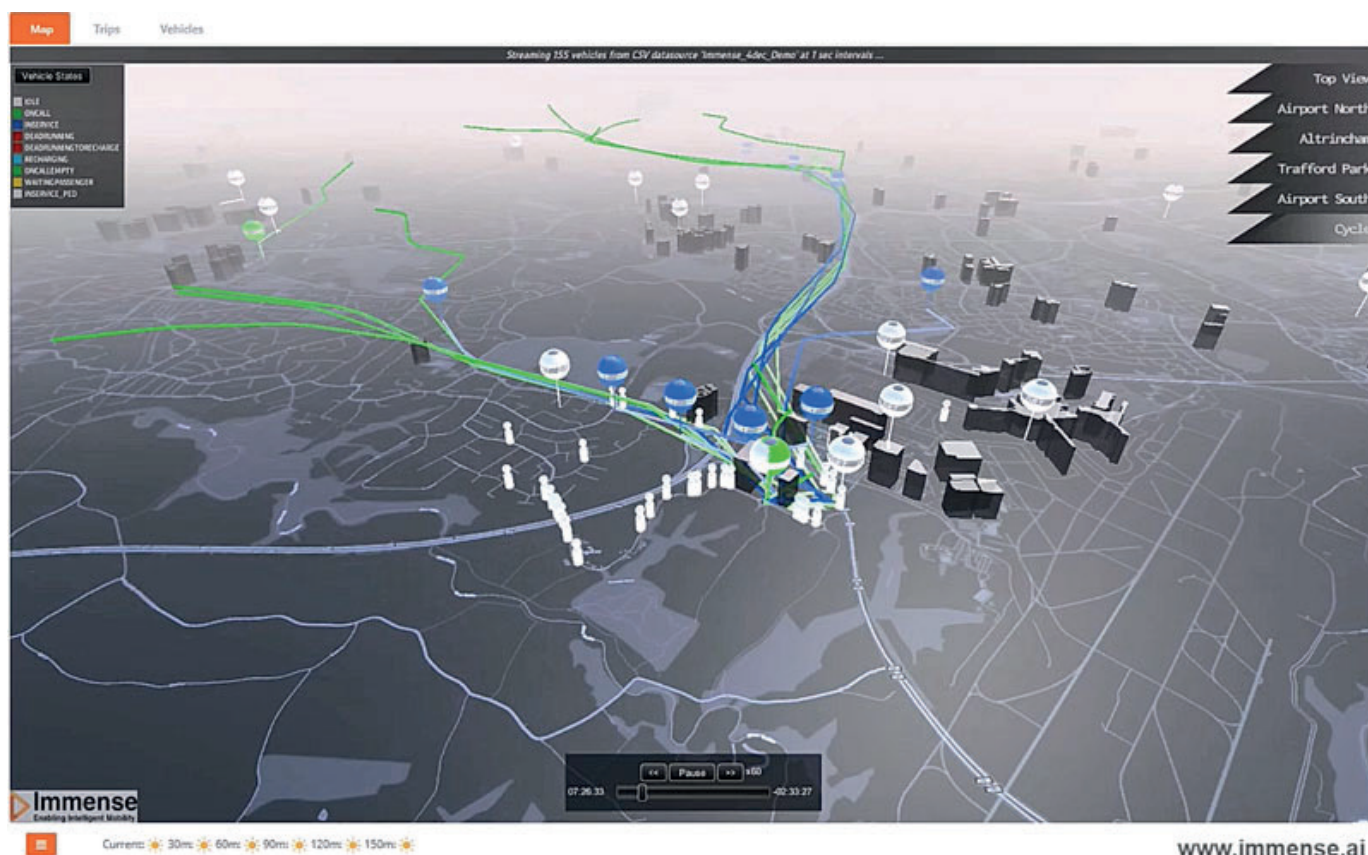 Map Trips Vehicles
Streaming 155 vehicles from CSV datasource 'Immense_4dec_Demo' at 1 sec intervals ...
Vehicle States
IDLE
ONCALL
INSERVICE
DEADRUNNING
DEADRUNNINGTORECHARGE
RECHARGING
ONCALLEMPTY
WAITINGPASSENGER
INSERVICE_PED
Top View
Airport North
Altrincham
Trafford Park
Airport South
Cycle
<< Pause >> x60
07:26:33 -02:33:27
Immense
Enabling Intelligent Mobility
Current: 30m: 60m: 90m: 120m: 150m:
www.immense.ai